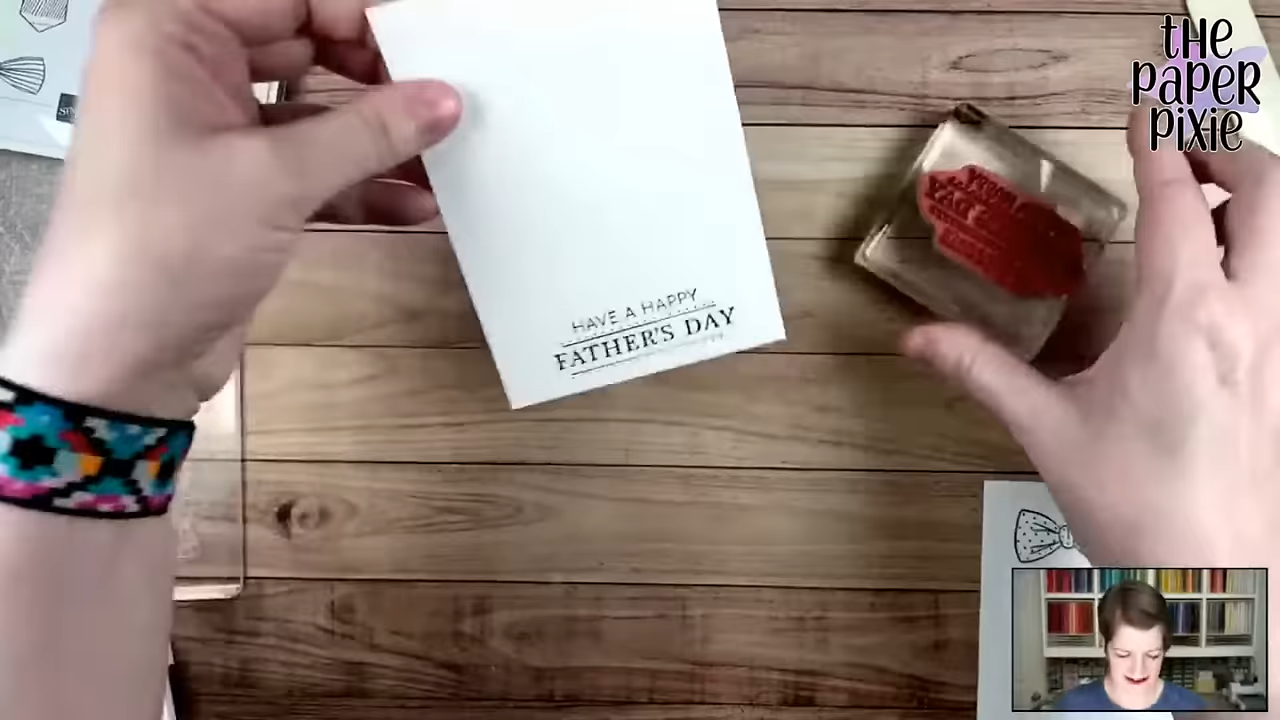 THE
PAPER
PIXIE
HAVE A HAPPY
FATHER'S DAY